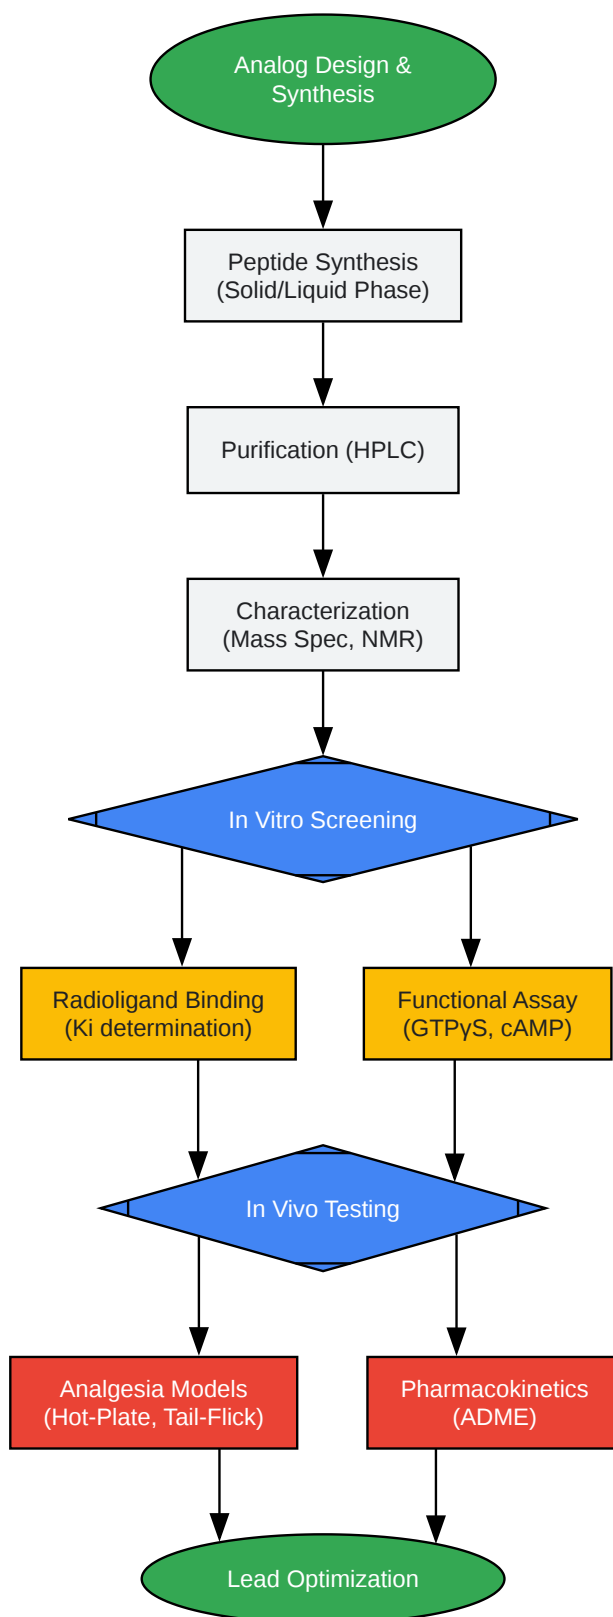 Analog Design &
Synthesis
Peptide Synthesis
(Solid/Liquid Phase)
Purification (HPLC)
Characterization
(Mass Spec, NMR)
In Vitro Screening
Radioligand Binding
(Ki determination)
Functional Assay
(GTPγS, cAMP)
In Vivo Testing
Analgesia Models
(Hot-Plate, Tail-Flick)
Pharmacokinetics
(ADME)
Lead Optimization